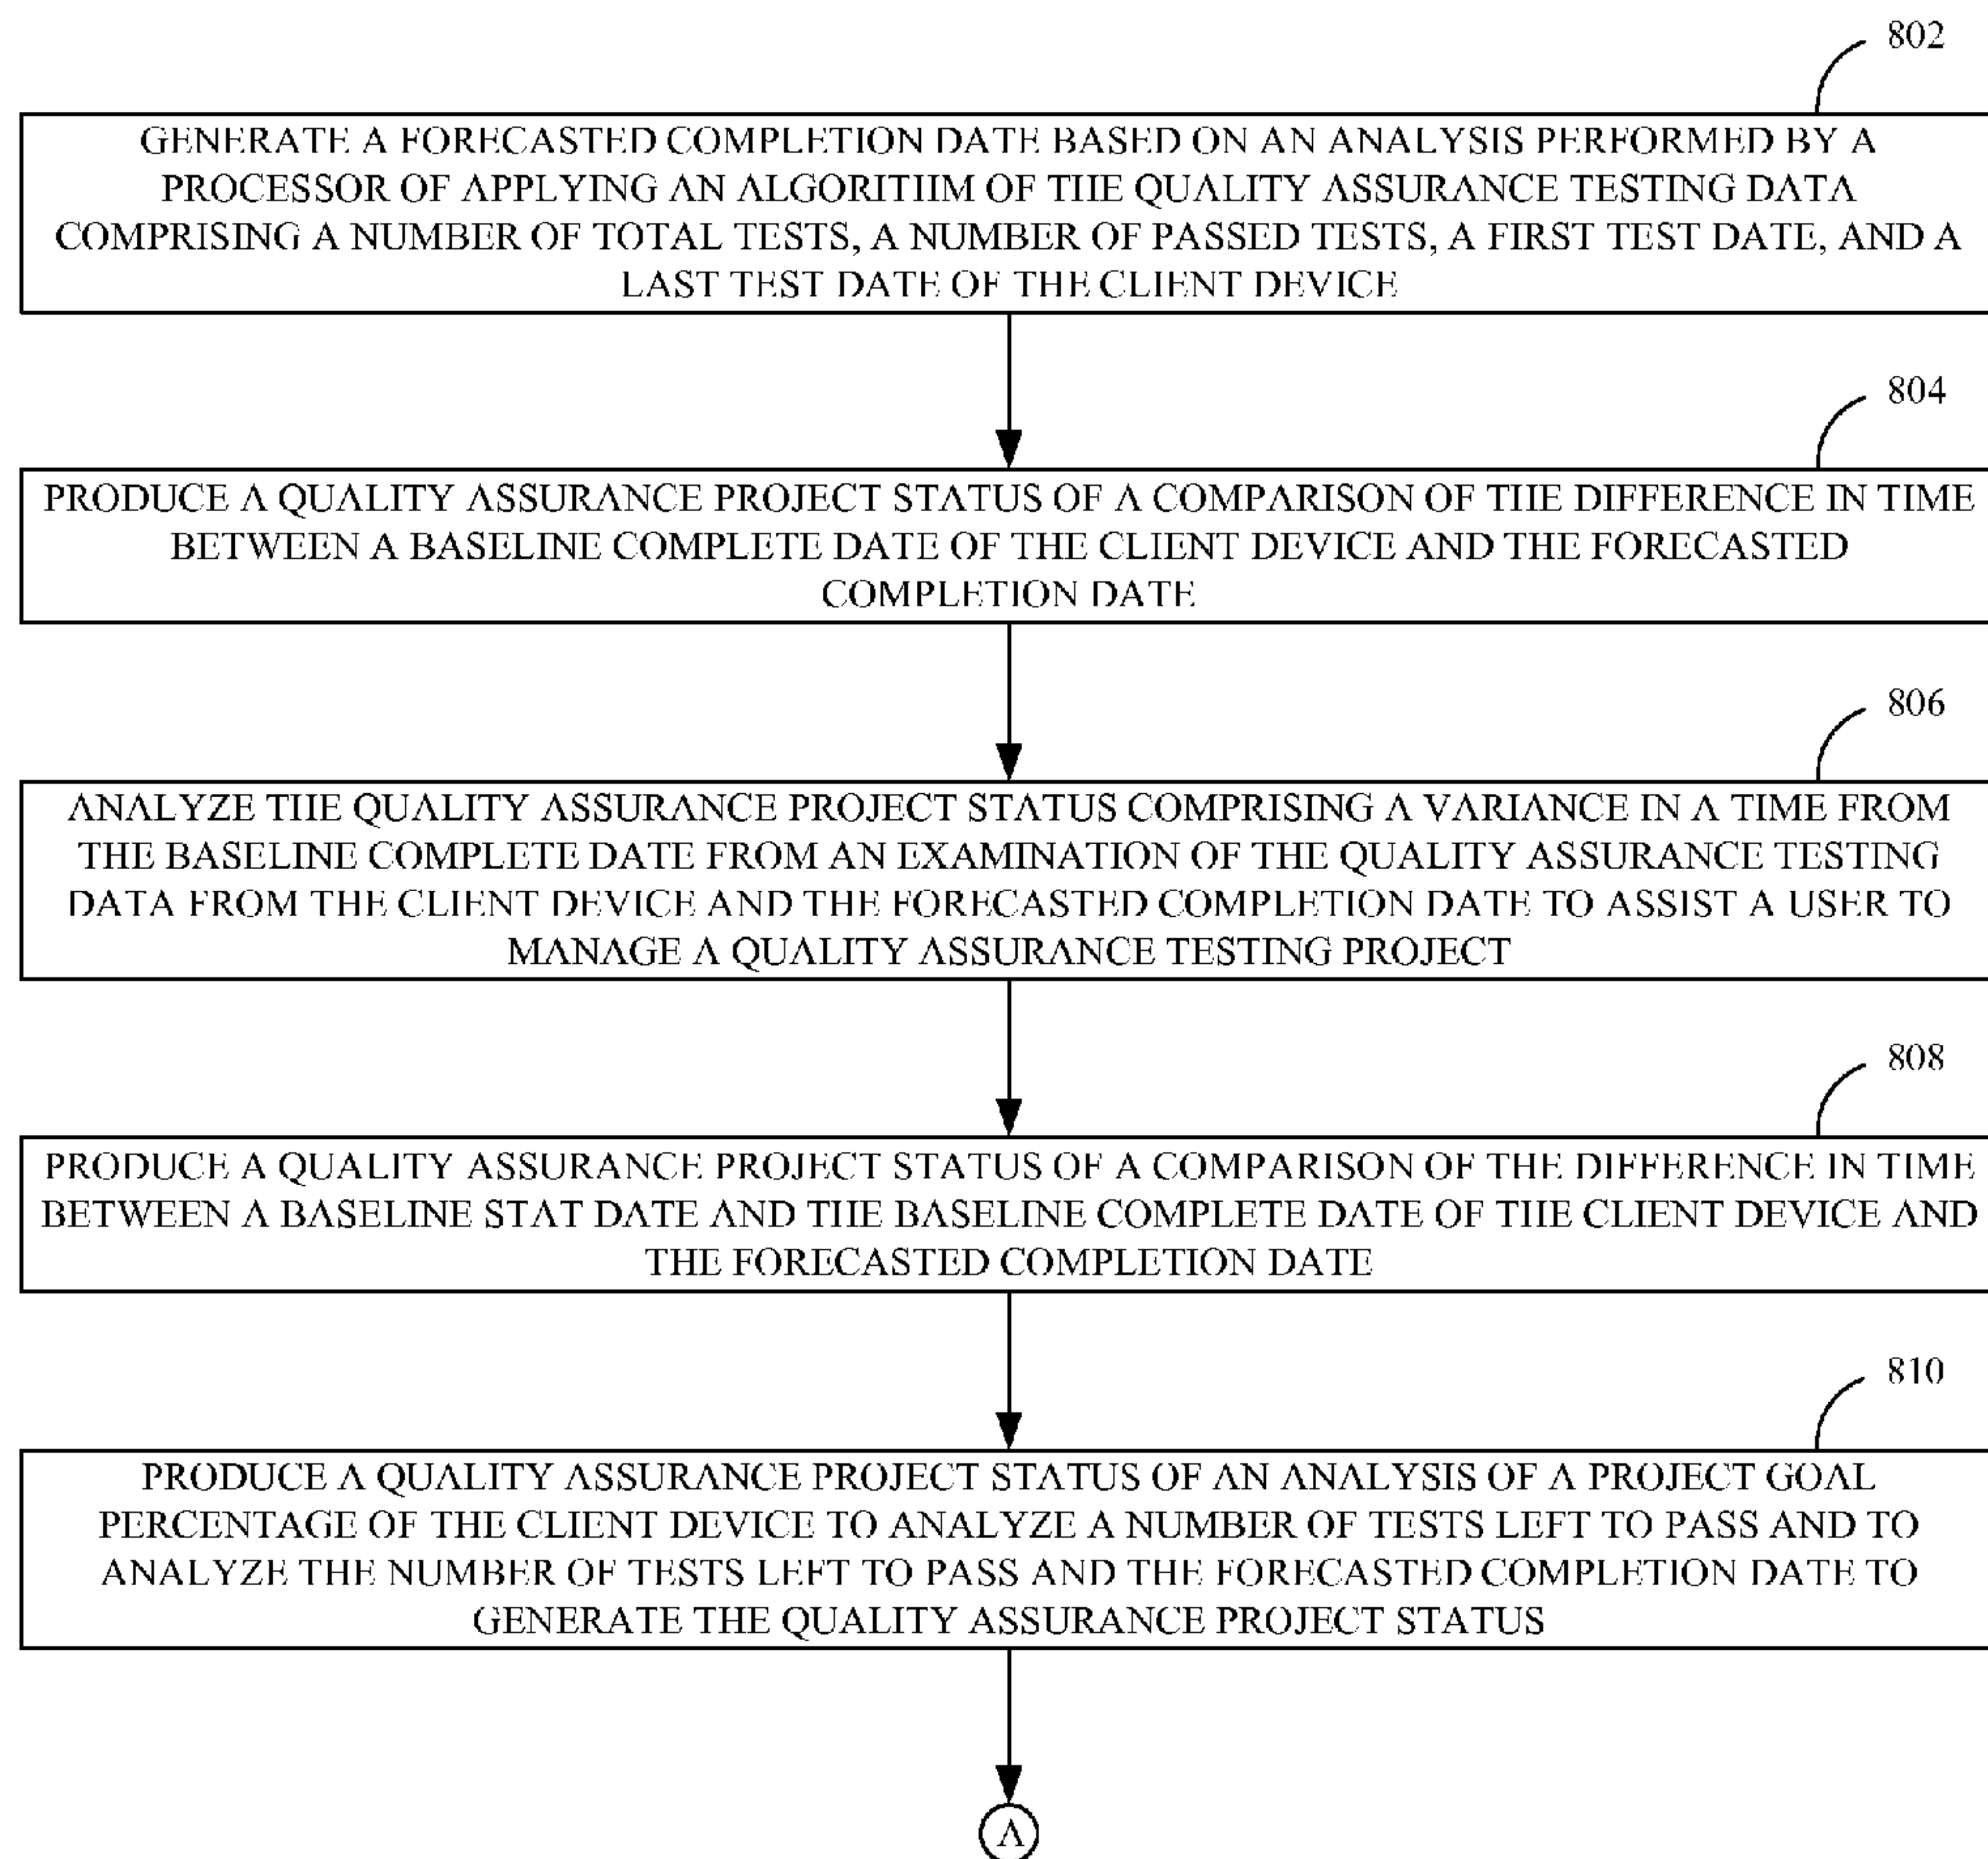 802
GENERATE A FORECASTED COMPLETION DATE BASED ON AN ANALYSIS PERFORMED BY A
PROCESSOR OF APPLYING AN ALGORITHM OF THE QUALITY ASSURANCE TESTING DATA
COMPRISING A NUMBER OF TOTAL TESTS, A NUMBER OF PASSED TESTS, A FIRST TEST DATE, AND A
LAST TEST DATE OF THE CLIENT DEVICE
804
PRODUCE A QUALITY ASSURANCE PROJECT STATUS OF A COMPARISON OF THE DIFFERENCE IN TIME
BETWEEN A BASELINE COMPLETE DATE OF THE CLIENT DEVICE AND THE FORECASTED
COMPLETION DATE
806
ANALYZE THE QUALITY ASSURANCE PROJECT STATUS COMPRISING A VARIANCE IN A TIME FROM
THE BASELINE COMPLETE DATE FROM AN EXAMINATION OF THE QUALITY ASSURANCE TESTING
DATA FROM THE CLIENT DEVICE AND THE FORECASTED COMPLETION DATE TO ASSIST A USER TO
MANAGE A QUALITY ASSURANCE TESTING PROJECT
808
PRODUCE A QUALITY ASSURANCE PROJECT STATUS OF A COMPARISON OF THE DIFFERENCE IN TIME
BETWEEN A BASELINE STAT DATE AND THE BASELINE COMPLETE DATE OF THE CLIENT DEVICE AND
THE FORECASTED COMPLETION DATE
810
PRODUCE A QUALITY ASSURANCE PROJECT STATUS OF AN ANALYSIS OF A PROJECT GOAL
PERCENTAGE OF THE CLIENT DEVICE TO ANALYZE A NUMBER OF TESTS LEFT TO PASS AND TO
ANALYZE THE NUMBER OF TESTS LEFT TO PASS AND THE FORECASTED COMPLETION DATE TO
GENERATE THE QUALITY ASSURANCE PROJECT STATUS
A